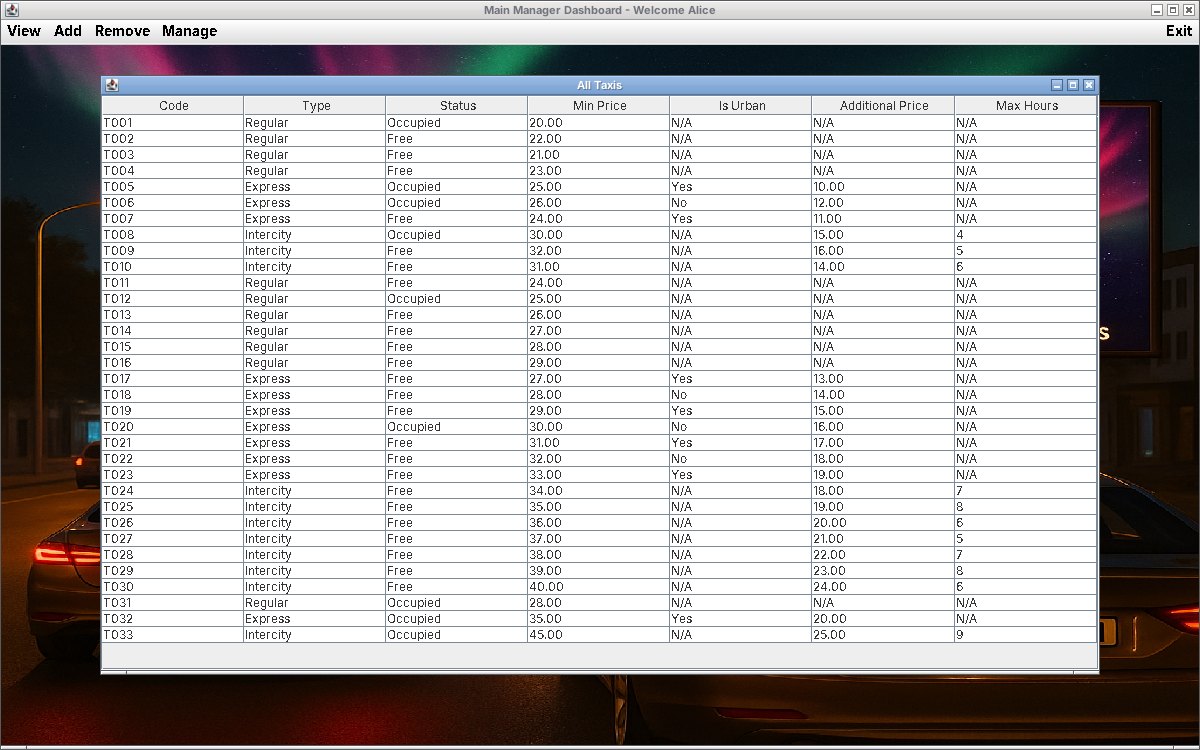 Main Manager Dashboard - Welcome Alice
View Add Remove Manage Exit
All Taxis
Code Type Status Min Price Is Urban Additional Price Max Hours
T001 Regular Occupied 20.00 N/A N/A N/A
T002 Regular Free 22.00 N/A N/A N/A
T003 Regular Free 21.00 N/A N/A N/A
T004 Regular Free 23.00 N/A N/A N/A
T005 Express Occupied 25.00 Yes 10.00 N/A
T006 Express Occupied 26.00 No 12.00 N/A
T007 Express Free 24.00 Yes 11.00 N/A
T008 Intercity Occupied 30.00 N/A 15.00 4
T009 Intercity Free 32.00 N/A 16.00 5
T010 Intercity Free 31.00 N/A 14.00 6
T011 Regular Free 24.00 N/A N/A N/A
T012 Regular Occupied 25.00 N/A N/A N/A
T013 Regular Free 26.00 N/A N/A N/A
T014 Regular Free 27.00 N/A N/A N/A
T015 Regular Free 28.00 N/A N/A N/A
T016 Regular Free 29.00 N/A N/A N/A
T017 Express Free 27.00 Yes 13.00 N/A
T018 Express Free 28.00 No 14.00 N/A
T019 Express Free 29.00 Yes 15.00 N/A
T020 Express Occupied 30.00 No 16.00 N/A
T021 Express Free 31.00 Yes 17.00 N/A
T022 Express Free 32.00 No 18.00 N/A
T023 Express Free 33.00 Yes 19.00 N/A
T024 Intercity Free 34.00 N/A 18.00 7
T025 Intercity Free 35.00 N/A 19.00 8
T026 Intercity Free 36.00 N/A 20.00 6
T027 Intercity Free 37.00 N/A 21.00 5
T028 Intercity Free 38.00 N/A 22.00 7
T029 Intercity Free 39.00 N/A 23.00 8
T030 Intercity Free 40.00 N/A 24.00 6
T031 Regular Occupied 28.00 N/A N/A N/A
T032 Express Occupied 35.00 Yes 20.00 N/A
T033 Intercity Occupied 45.00 N/A 25.00 9